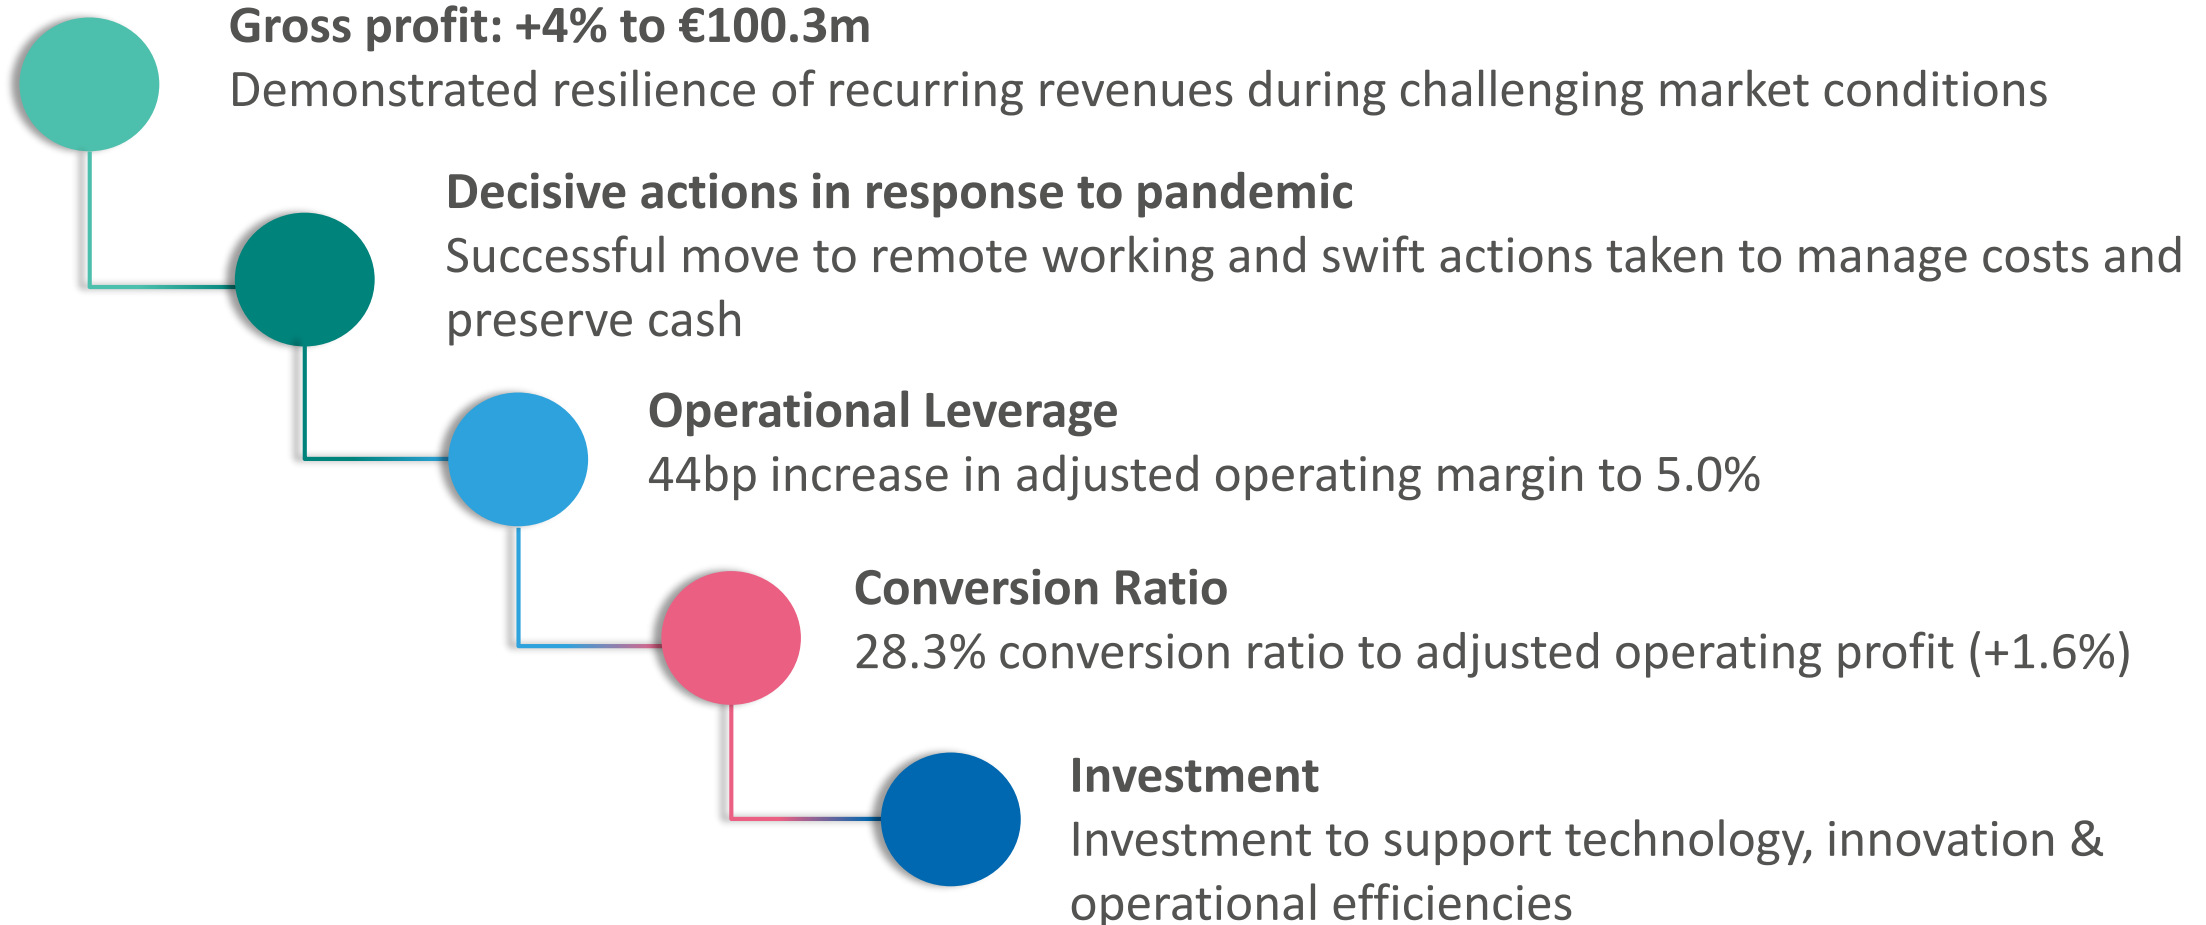 Gross profit: +4% to €100.3m
Demonstrated resilience of recurring revenues during challenging market conditions
Decisive actions in response to pandemic
Successful move to remote working and swift actions taken to manage costs and
preserve cash
Operational Leverage
44bp increase in adjusted operating margin to 5.0%
Conversion Ratio
28.3% conversion ratio to adjusted operating profit (+1.6%)
Investment
Investment to support technology, innovation &
operational efficiencies